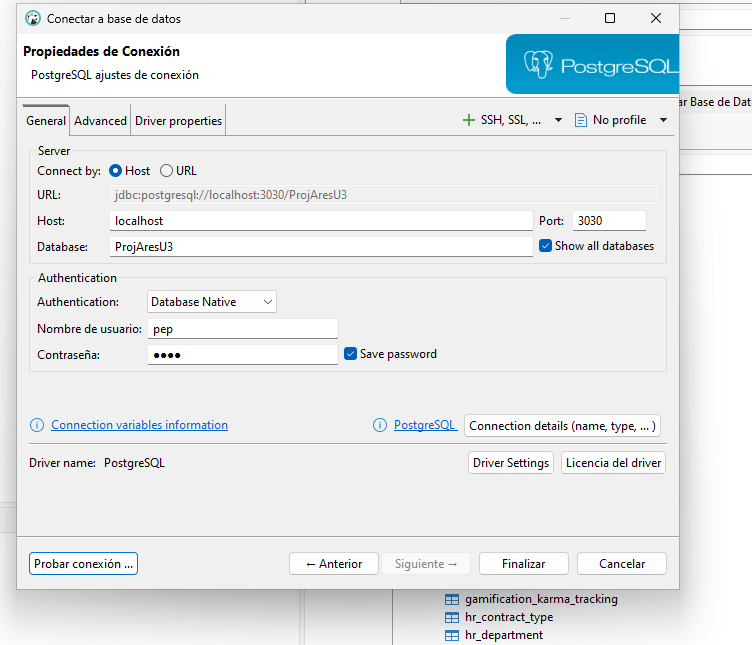 Conectar a base de datos
Propiedades de Conexión
PostgreSQL ajustes de conexión
PostgreSQL
ar Base de Dat
General Advanced Driver properties SSH, SSL, ... No profile
Server
Connect by: Host URL
URL: jdbc:postgresql://localhost:3030/ProjAresU3
Host: localhost Port: 3030
Database: ProjAresU3 Show all databases
Authentication
Authentication: Database Native
Nombre de usuario: pep
Contraseña: ●●●● Save password
Connection variables information PostgreSQL Connection details (name, type, ... )
Driver name: PostgreSQL Driver Settings Licencia del driver
Probar conexión ... ← Anterior Siguiente → Finalizar Cancelar
gamification_karma_tracking
hr_contract_type
hr_department